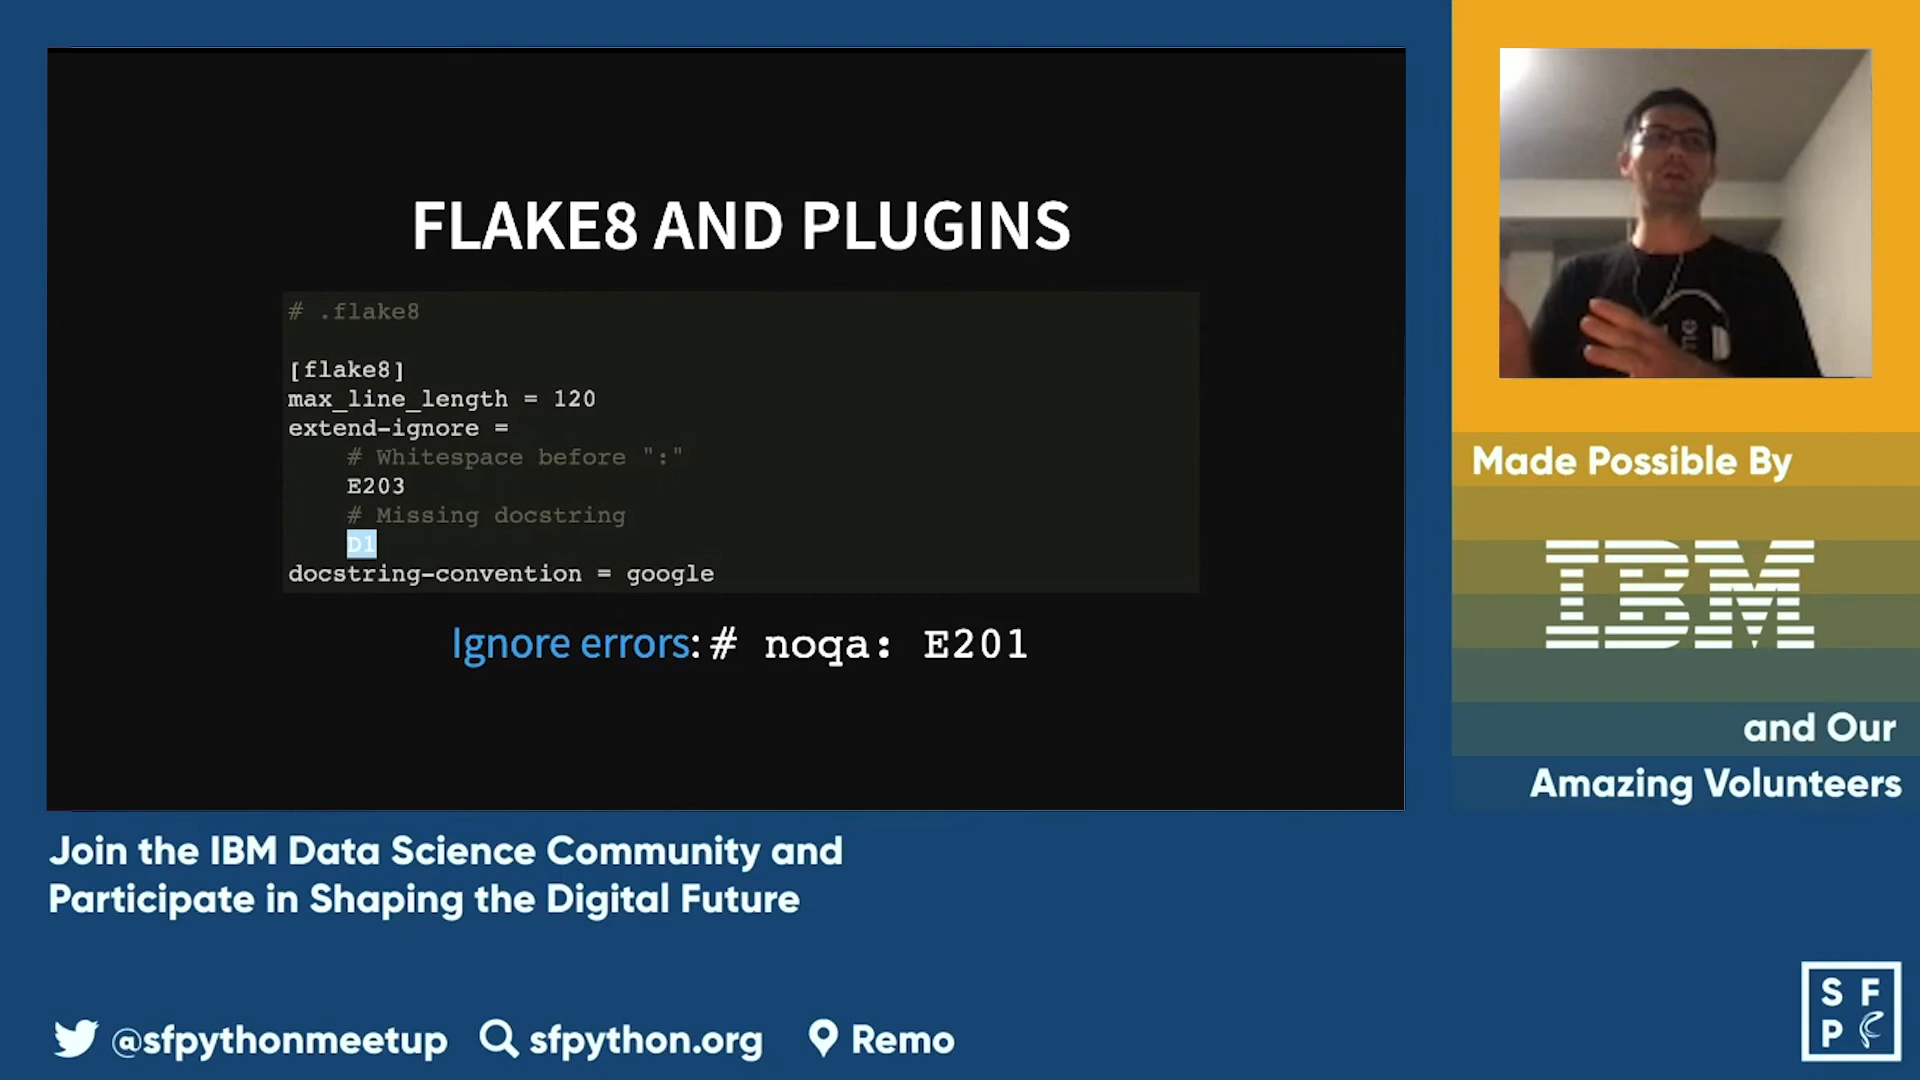 FLAKE8 AND PLUGINS
# .flake8
[flake8]
max_line_length = 120
extend-ignore =
# Whitespace before ":"
E203
# Missing docstring
D1
docstring-convention = google
Ignore errors: # noqa: E201
Made Possible By
IBM
and Our
Amazing Volunteers
Join the IBM Data Science Community and
Participate in Shaping the Digital Future
@sfpythonmeetup
sfpython.org
Remo
S F
P